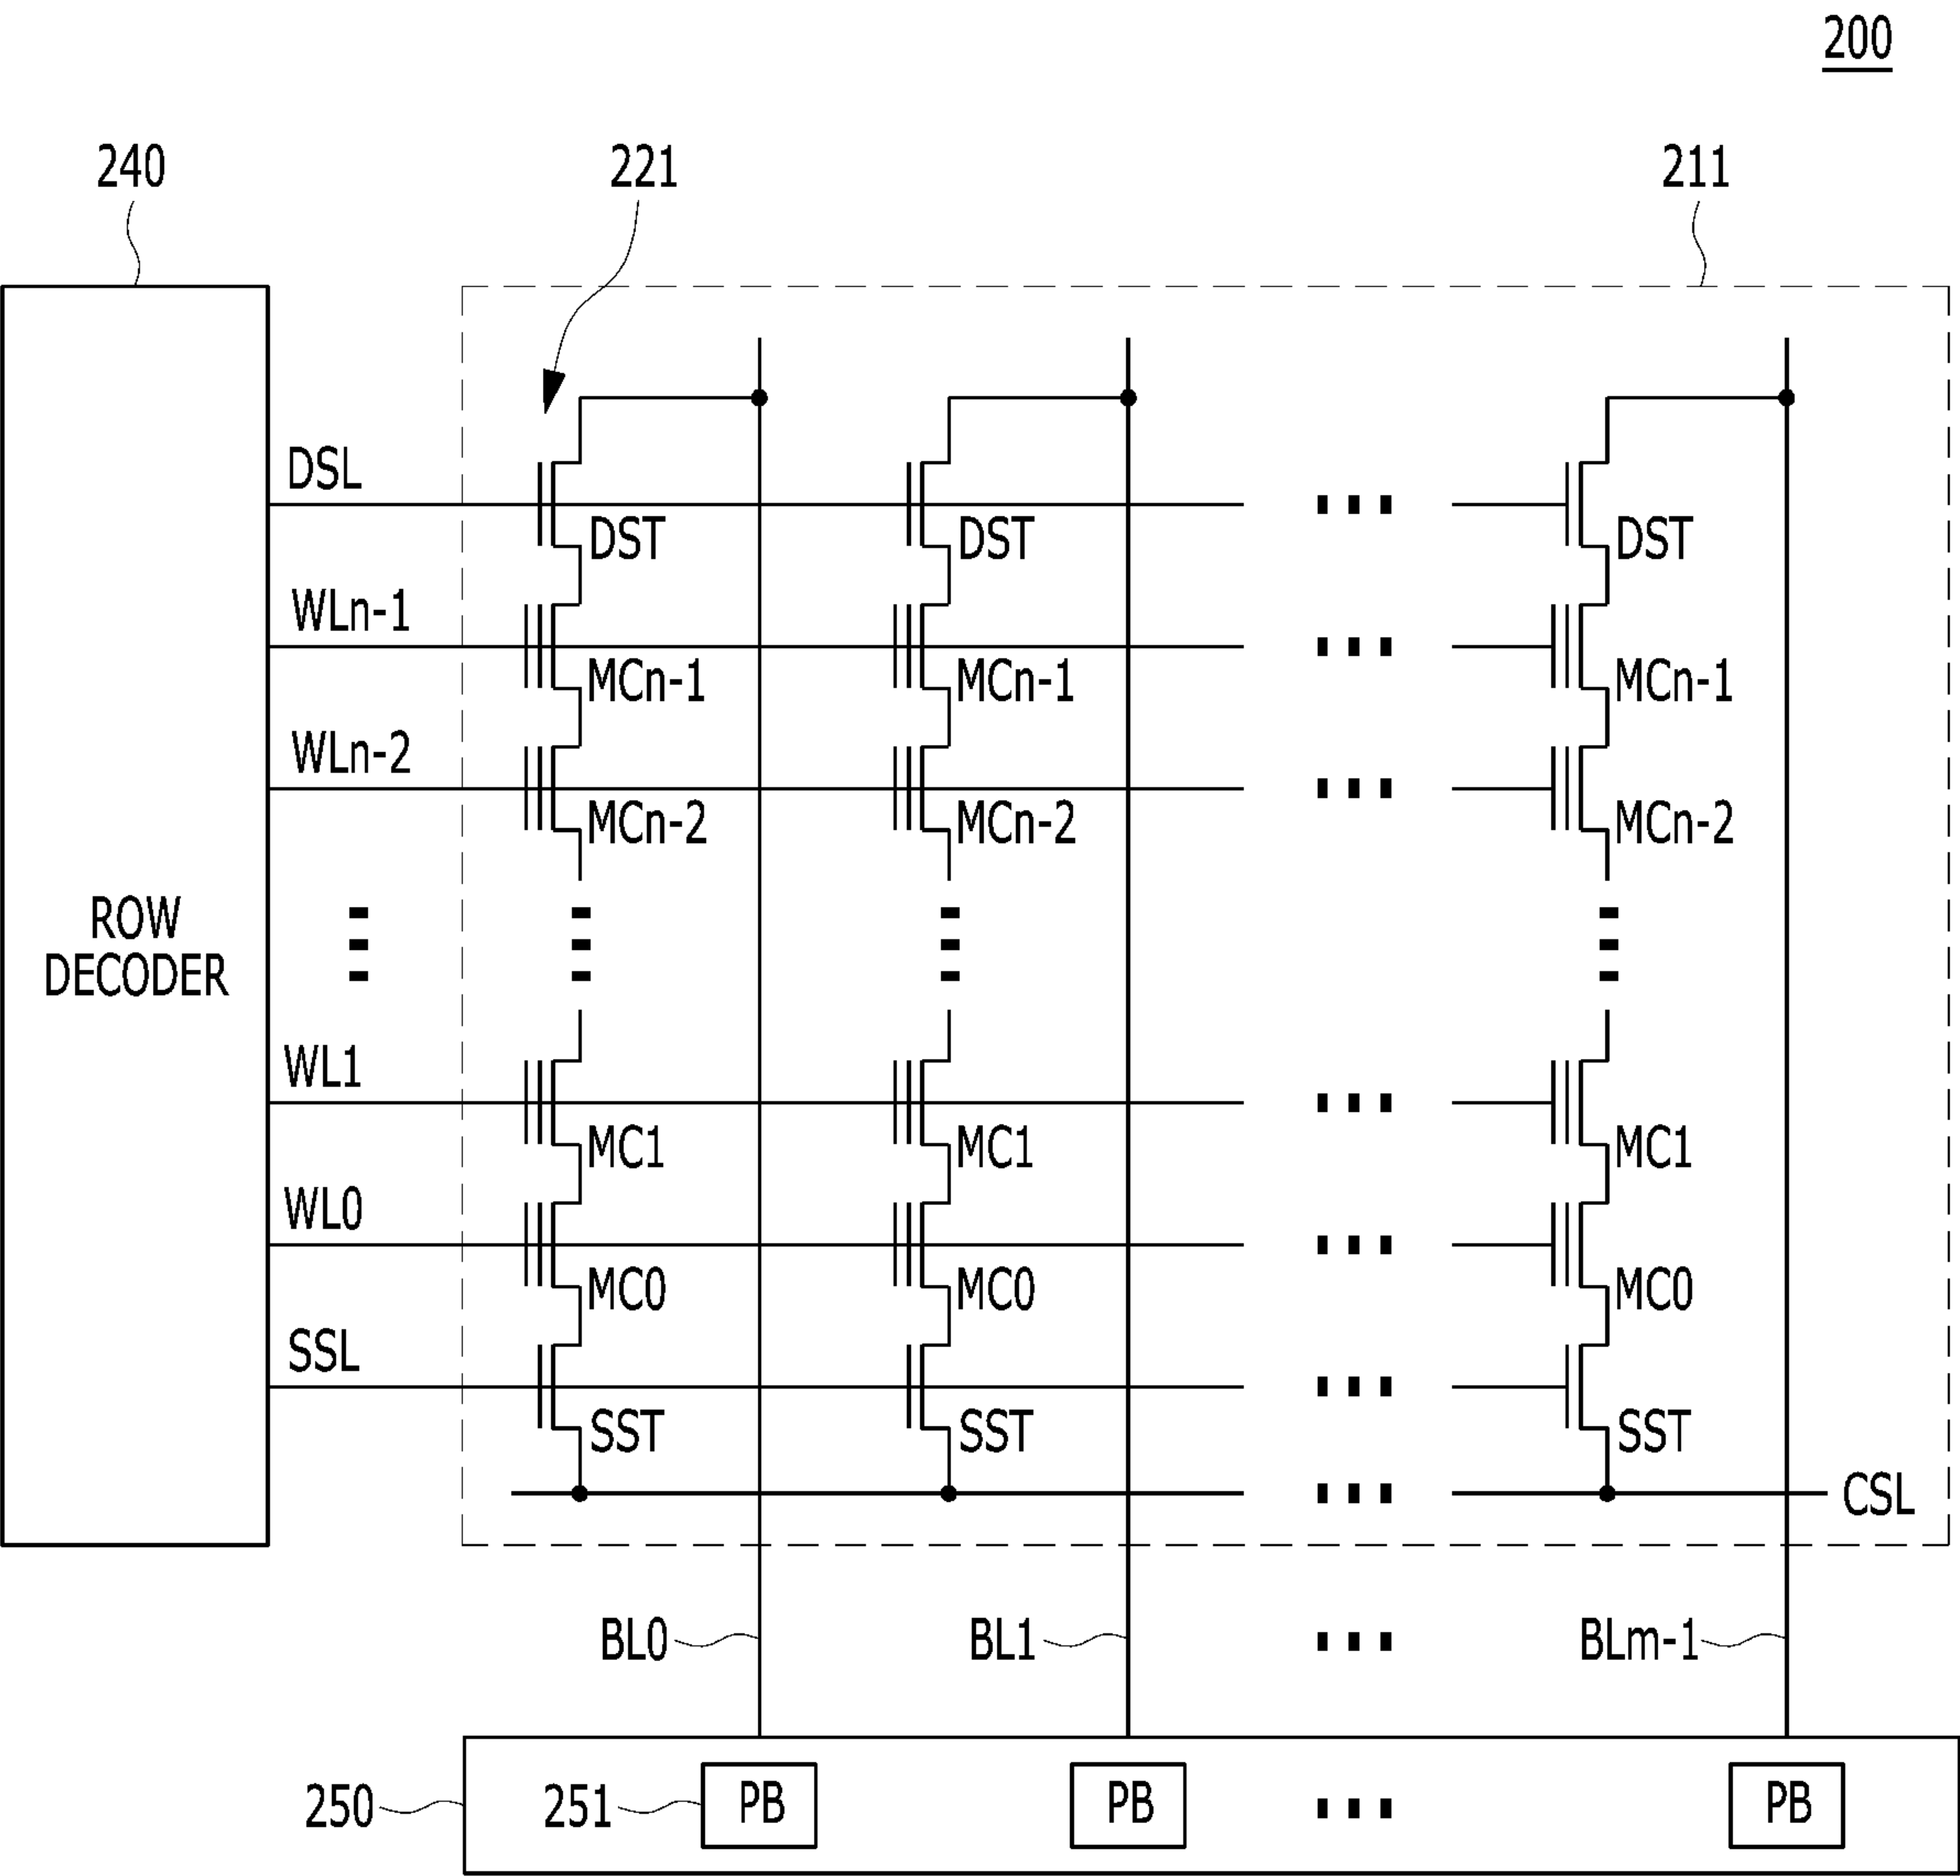 200
240 221 211
DSL
DST DST DST
WLn-1
MCn-1 MCn-1 MCn-1
WLn-2
MCn-2 MCn-2 MCn-2
ROW
DECODER
WL1
MC1 MC1 MC1
WL0
MC0 MC0 MC0
SSL
SST SST SST
CSL
BL0 BL1 BLm-1
250 251 PB PB PB